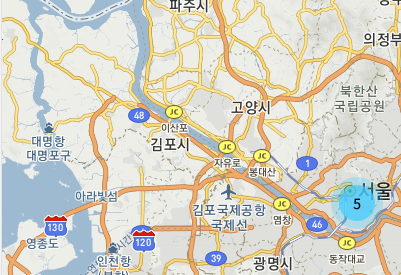 파주시
의정부
북한산
국립공원
고양시
JC
48
이산포
대명항
대명포구
김포시
JC
자유로
JC
봉대산
1
서울
5
아라빛섬
김포국제공항
국제선
JC
염창
46
130
영종도
120
인천항
39
광명시
JC
동작대교